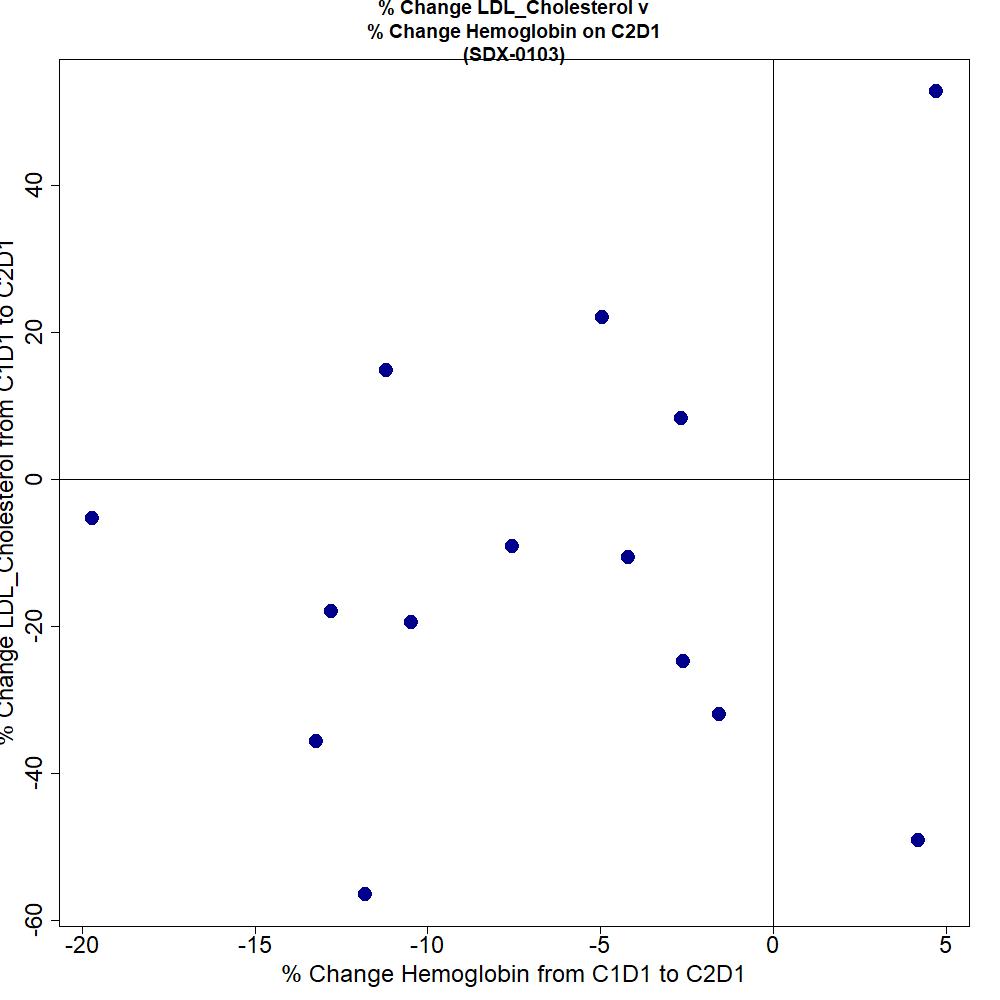 % Change LDL_Cholesterol v
% Change Hemoglobin on C2D1
(SDX-0103)
% Change LDL_Cholesterol from C1D1 to C2D1
40
20
0
-20
-40
-60
-20 -15 -10 -5 0 5
% Change Hemoglobin from C1D1 to C2D1